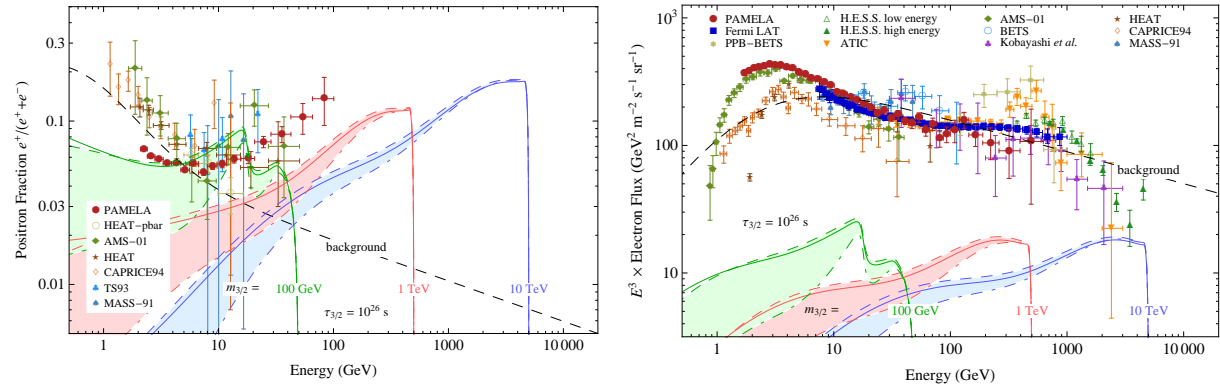 0.3
0.1
0.03
0.01
Positron Fraction e⁺/(e⁺+e⁻)
PAMELA
HEAT-pbar
AMS-01
HEAT
CAPRICE94
TS93
MASS-91
background
m₃/₂ =
100 GeV
1 TeV
10 TeV
τ₃/₂ = 10²⁶ s
1 10 100 1000 10 000
Energy (GeV)
PAMELA H.E.S.S. low energy AMS-01 HEAT
Fermi LAT H.E.S.S. high energy BETS CAPRICE94
PPB-BETS ATIC Kobayashi et al. MASS-91
10³
100
10
E³ × Electron Flux (GeV² m⁻² s⁻¹ sr⁻¹)
background
τ₃/₂ = 10²⁶ s
m₃/₂ =
100 GeV
1 TeV
10 TeV
1 10 100 1000 10 000
Energy (GeV)